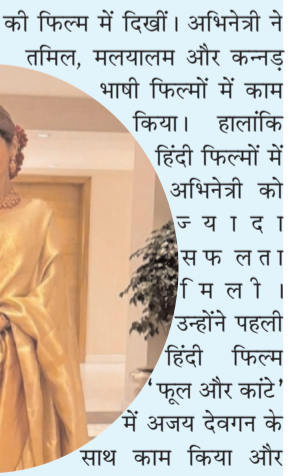 की फिल्म में दिखीं। अभिनेत्री ने
तमिल, मलयालम और कन्नड़
भाषी फिल्मों में काम
किया। हालांकि
हिंदी फिल्मों में
अभिनेत्री को
ज्यादा
सफलता
मिली।
उन्होंने पहली
हिंदी फिल्म
‘फूल और कांटे’
में अजय देवगन के
साथ काम किया और